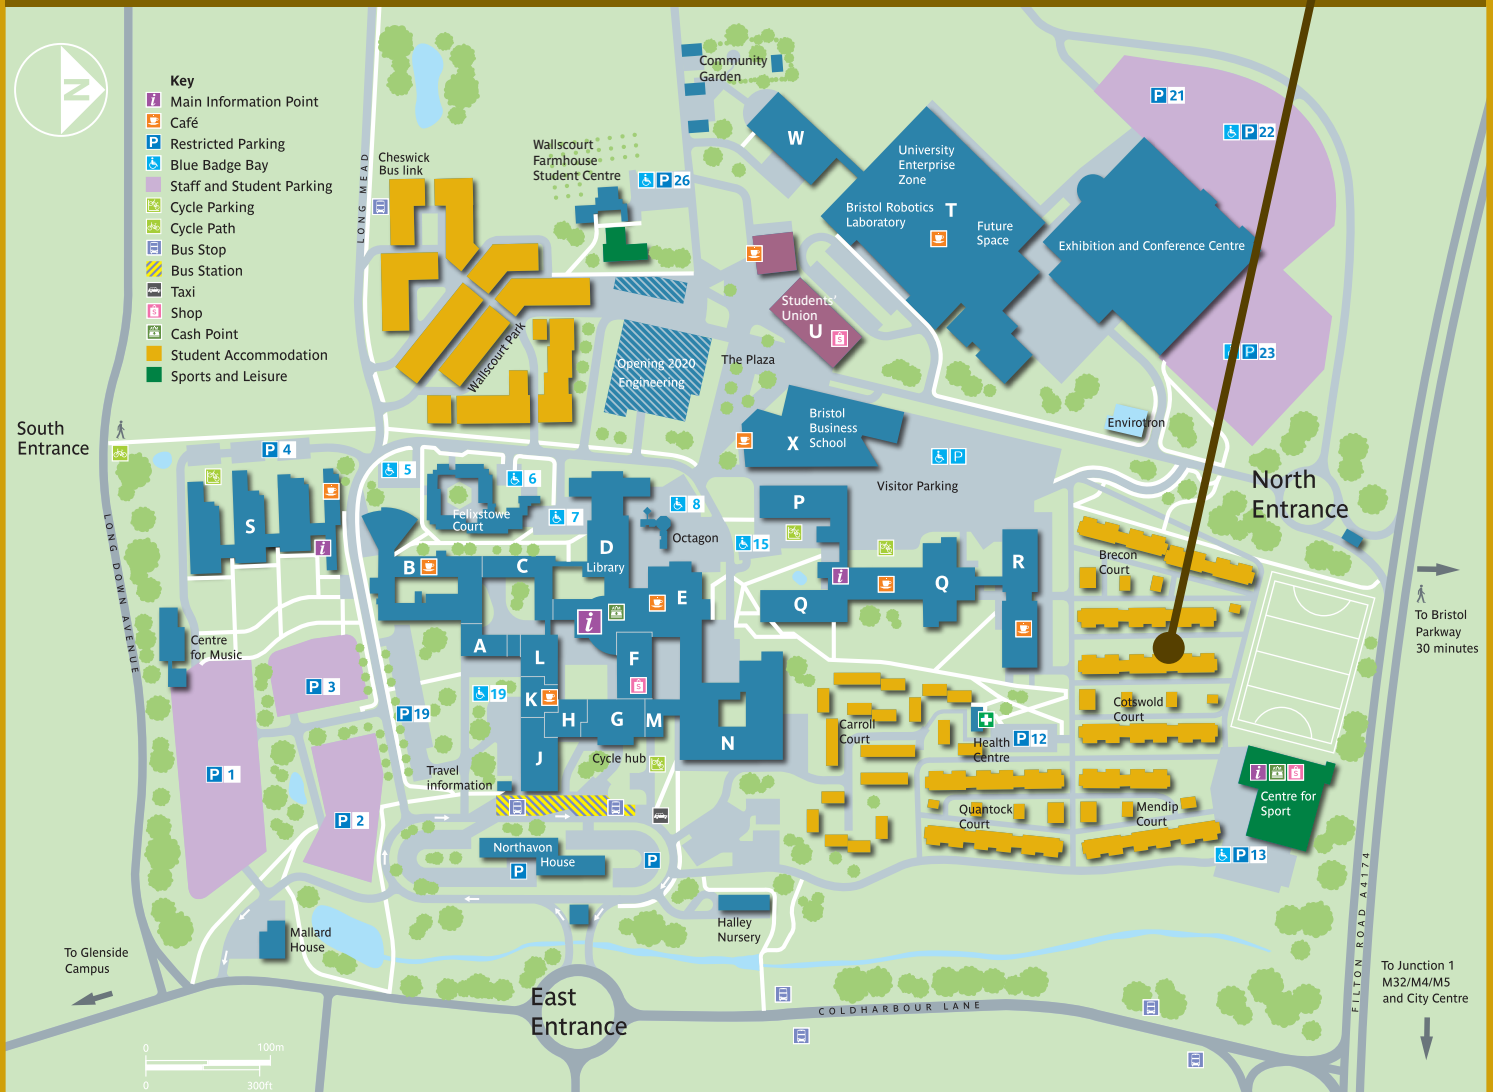 N
Key
Main Information Point
Café
Restricted Parking
Blue Badge Bay
Staff and Student Parking
Cycle Parking
Cycle Path
Bus Stop
Bus Station
Taxi
Shop
Cash Point
Student Accommodation
Sports and Leisure
LONG MEAD
Cheswick
Bus link
Wallscourt
Farmhouse
Student Centre
P 26
Community
Garden
W
University
Enterprise
Zone
Bristol Robotics
Laboratory
T
Future
Space
Exhibition and Conference Centre
P 21
P 22
P 23
Students'
Union
U
Wallscourt Park
Opening 2020
Engineering
The Plaza
Bristol
Business
School
X
Envirotron
Visitor Parking
P
North
Entrance
South
Entrance
P 4
5
6
7
8
15
Felixstowe
Court
Octagon
S
i
B
C
D
Library
E
P
i
Q
Q
R
Brecon
Court
To Bristol
Parkway
30 minutes
LONG DOWN AVENUE
Centre
for Music
P 3
i
A
L
F
K
H
G
M
N
J
19
P 19
Cycle hub
Travel
information
Carroll
Court
Health
Centre
P 12
Cotswold
Court
Quantock
Court
Mendip
Court
i
Centre for
Sport
P 13
P 1
P 2
Northavon
House
P
P
Halley
Nursery
Mallard
House
To Glenside
Campus
East
Entrance
COLDHARBOUR LANE
FILTON ROAD A4174
To Junction 1
M32/M4/M5
and City Centre
0
100m
0
300ft